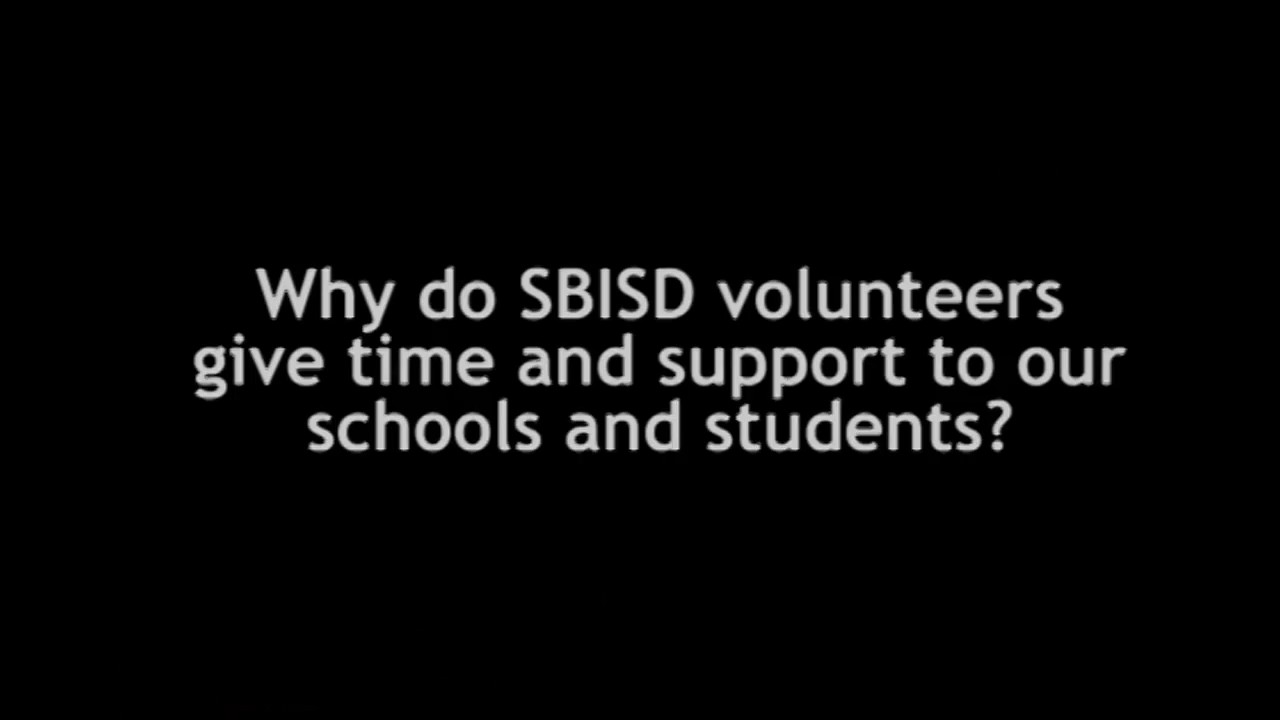 Why do SBISD volunteers
give time and support to our
schools and students?